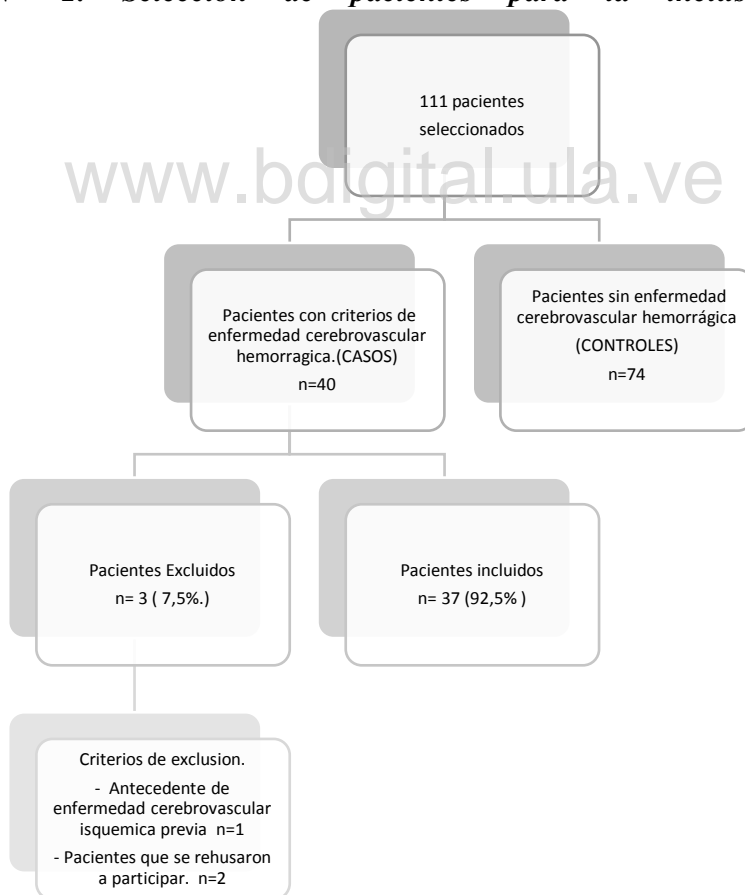 Selección de pacientes para la
111 pacientes
seleccionados
www.bdigital.ula.ve
Pacientes con criterios de
enfermedad cerebrovascular
hemorragica.(CASOS)
n=40
Pacientes sin enfermedad
cerebrovascular hemorrágica
(CONTROLES)
n=74
Pacientes Excluidos
n= 3 ( 7,5%.)
Pacientes incluidos
n= 37 (92,5% )
Criterios de exclusion.
- Antecedente de
enfermedad cerebrovascular
isquemica previa n=1
- Pacientes que se rehusaron
a participar. n=2